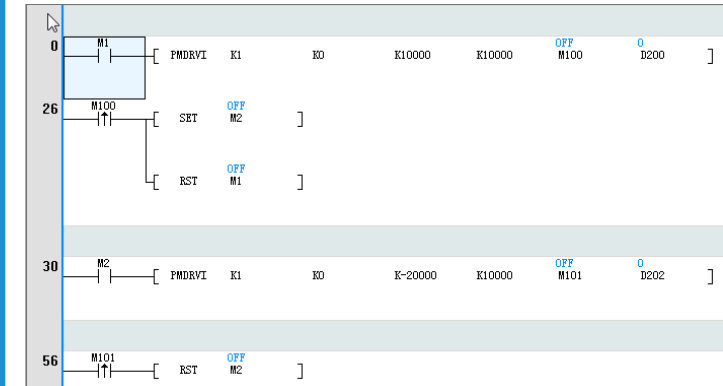 0
M1
OFF 0
PMDRVI K1 K0 K10000 K10000 M100 D200
26
M100
OFF
SET M2
OFF
RST M1
30
M2
OFF 0
PMDRVI K1 K0 K-20000 K10000 M101 D202
56
M101
OFF
RST M2